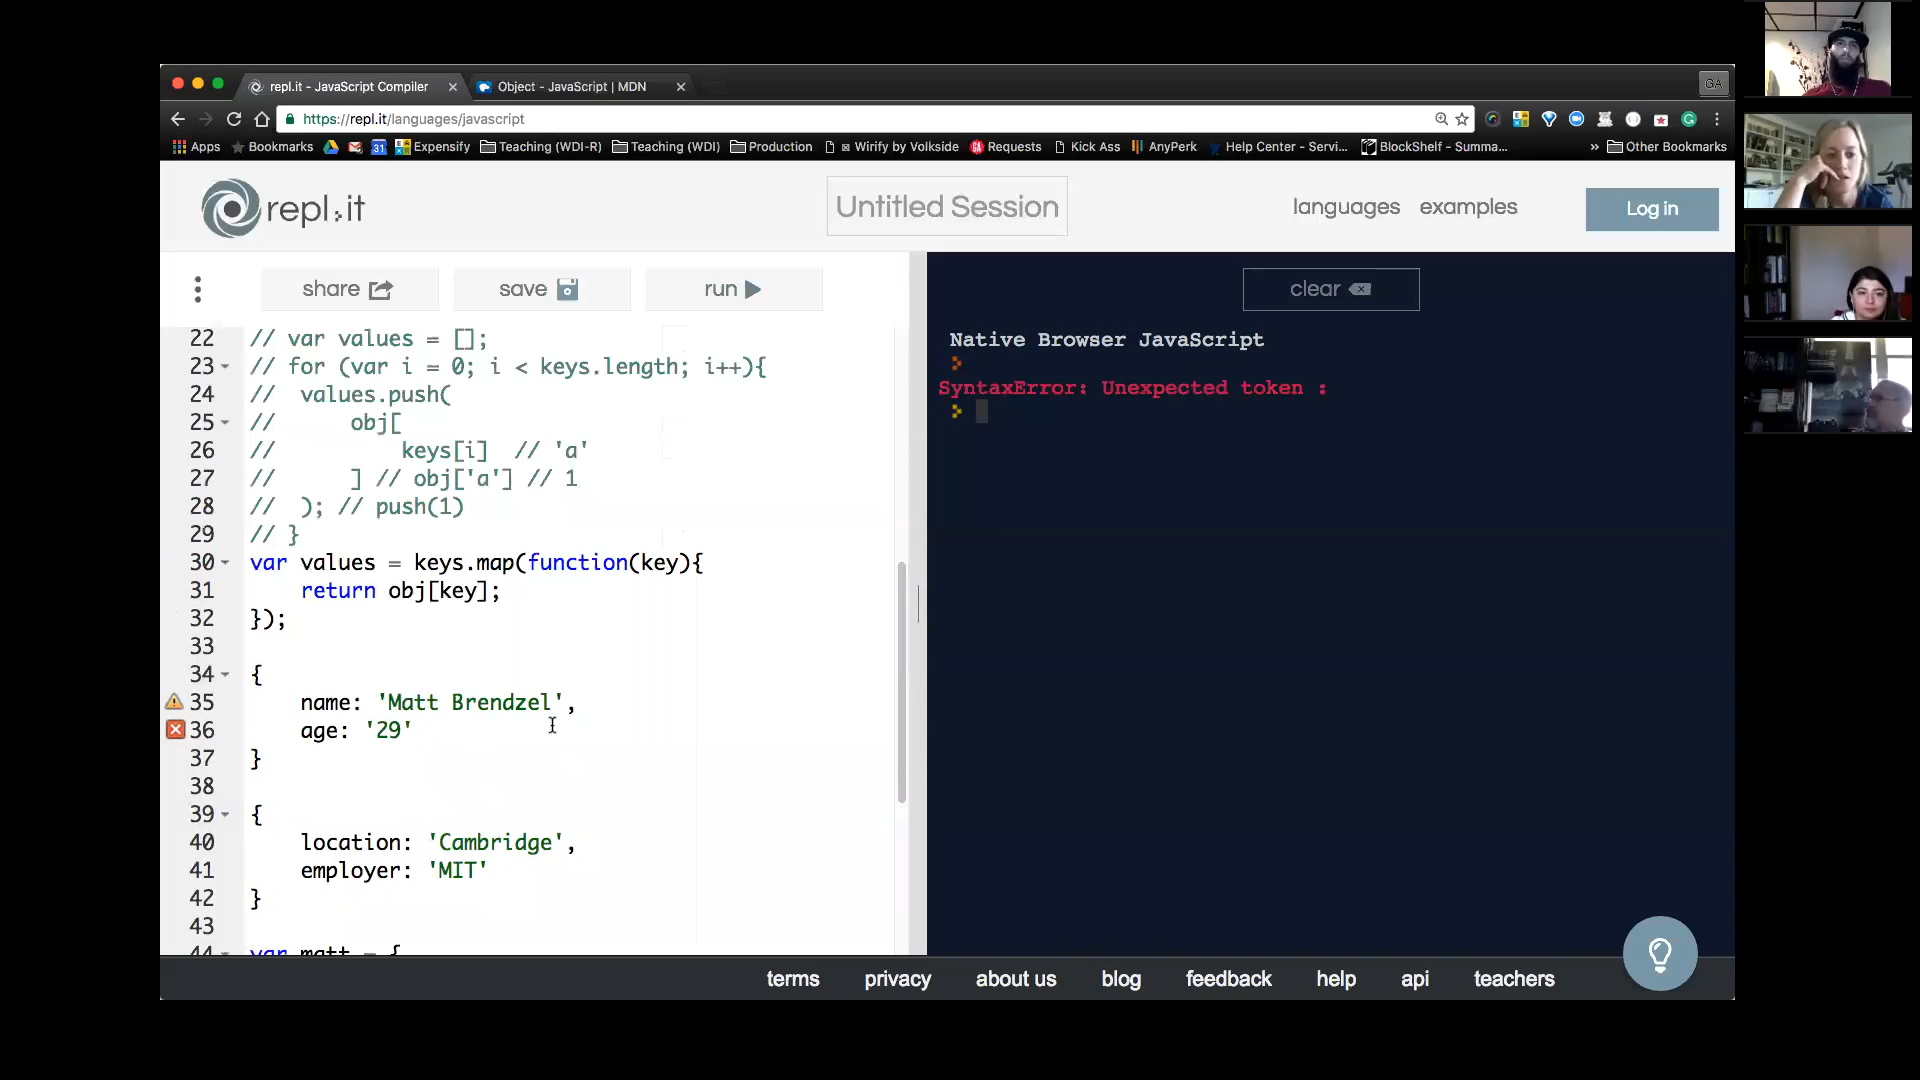 repl.it - JavaScript Compiler
Object - JavaScript | MDN
GA
https://repl.it/languages/javascript
Apps Bookmarks 31 Expensify Teaching (WDI-R) Teaching (WDI) Production Wirify by Volkside Requests Kick Ass AnyPerk Help Center - Servi... BlockShelf - Summa... » Other Bookmarks
repl.it
Untitled Session
languages examples Log in
share save run
clear
22 // var values = [];
23 // for (var i = 0; i < keys.length; i++){
24 // values.push(
25 // obj[
26 // keys[i] // 'a'
27 // ] // obj['a'] // 1
28 // ); // push(1)
29 // }
30 var values = keys.map(function(key){
31 return obj[key];
32 });
33
34 {
35 name: 'Matt Brendzel',
36 age: '29'
37 }
38
39 {
40 location: 'Cambridge',
41 employer: 'MIT'
42 }
43
44 var matt = {
Native Browser JavaScript
SyntaxError: Unexpected token :
terms privacy about us blog feedback help api teachers